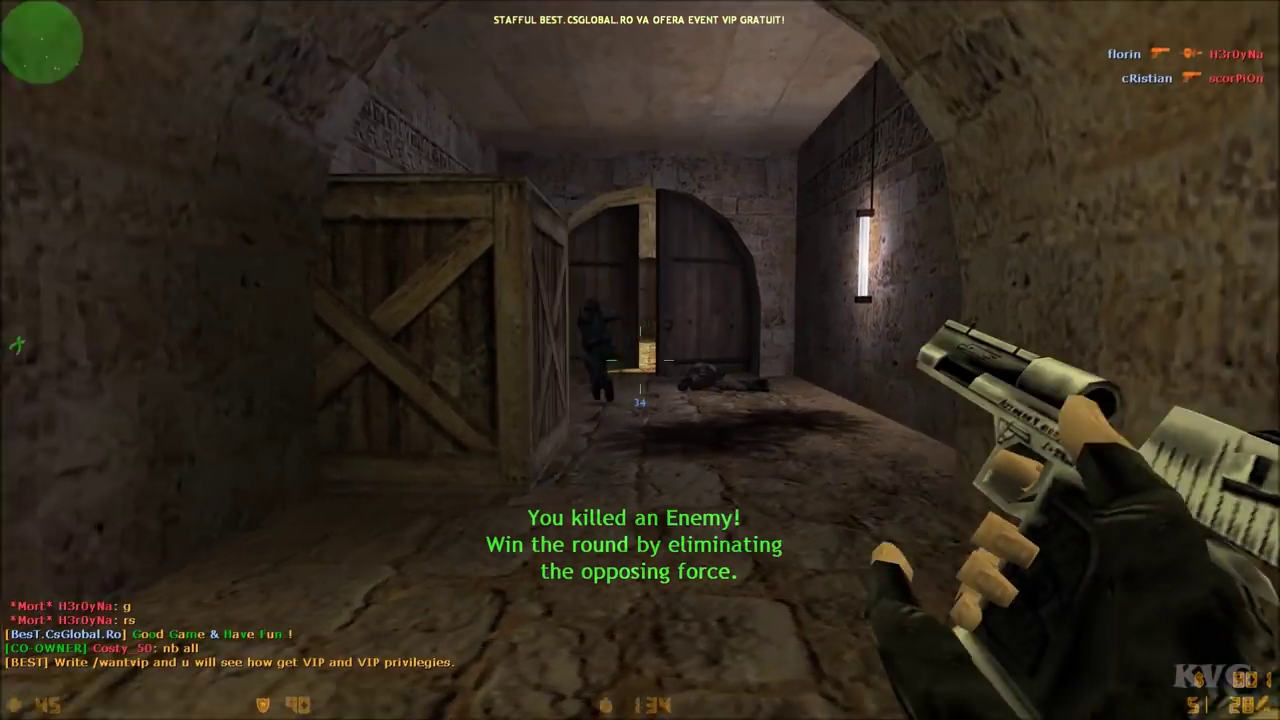 STAFFUL BEST.CSGLOBAL.RO VA OFERA EVENT VIP GRATUIT!
florin H3r0yNa
cRistian scorPiOn
34
You killed an Enemy!
Win the round by eliminating
the opposing force.
*Mort* H3r0yNa: g
*Mort* H3r0yNa: rs
[BesT.CsGlobal.Ro] Good Game & Have Fun !
[CO-OWNER] Costy_50: nb all
[BEST] Write /wantvip and u will see how get VIP and VIP privilegies.
45 90 1:34
KVG
5| 28